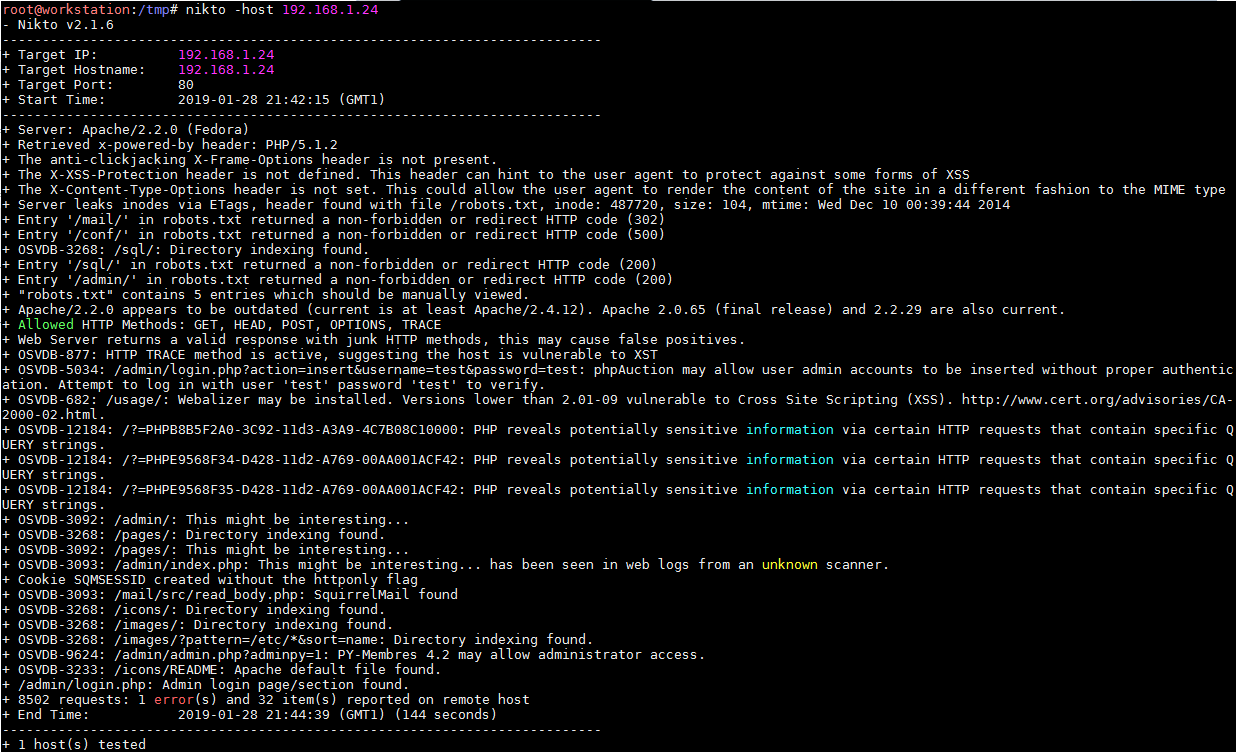 root@workstation:/tmp# nikto -host 192.168.1.24
- Nikto v2.1.6
---------------------------------------------------------------------------
+ Target IP:          192.168.1.24
+ Target Hostname:    192.168.1.24
+ Target Port:        80
+ Start Time:         2019-01-28 21:42:15 (GMT1)
---------------------------------------------------------------------------
+ Server: Apache/2.2.0 (Fedora)
+ Retrieved x-powered-by header: PHP/5.1.2
+ The anti-clickjacking X-Frame-Options header is not present.
+ The X-XSS-Protection header is not defined. This header can hint to the user agent to protect against some forms of XSS
+ The X-Content-Type-Options header is not set. This could allow the user agent to render the content of the site in a different fashion to the MIME type
+ Server leaks inodes via ETags, header found with file /robots.txt, inode: 487720, size: 104, mtime: Wed Dec 10 00:39:44 2014
+ Entry '/mail/' in robots.txt returned a non-forbidden or redirect HTTP code (302)
+ Entry '/conf/' in robots.txt returned a non-forbidden or redirect HTTP code (500)
+ OSVDB-3268: /sql/: Directory indexing found.
+ Entry '/sql/' in robots.txt returned a non-forbidden or redirect HTTP code (200)
+ Entry '/admin/' in robots.txt returned a non-forbidden or redirect HTTP code (200)
+ "robots.txt" contains 5 entries which should be manually viewed.
+ Apache/2.2.0 appears to be outdated (current is at least Apache/2.4.12). Apache 2.0.65 (final release) and 2.2.29 are also current.
+ Allowed HTTP Methods: GET, HEAD, POST, OPTIONS, TRACE
+ Web Server returns a valid response with junk HTTP methods, this may cause false positives.
+ OSVDB-877: HTTP TRACE method is active, suggesting the host is vulnerable to XST
+ OSVDB-5034: /admin/login.php?action=insert&username=test&password=test: phpAuction may allow user admin accounts to be inserted without proper authentic
ation. Attempt to log in with user 'test' password 'test' to verify.
+ OSVDB-682: /usage/: Webalizer may be installed. Versions lower than 2.01-09 vulnerable to Cross Site Scripting (XSS). http://www.cert.org/advisories/CA-
2000-02.html.
+ OSVDB-12184: /?=PHPB8B5F2A0-3C92-11d3-A3A9-4C7B08C10000: PHP reveals potentially sensitive information via certain HTTP requests that contain specific Q
UERY strings.
+ OSVDB-12184: /?=PHPE9568F34-D428-11d2-A769-00AA001ACF42: PHP reveals potentially sensitive information via certain HTTP requests that contain specific Q
UERY strings.
+ OSVDB-12184: /?=PHPE9568F35-D428-11d2-A769-00AA001ACF42: PHP reveals potentially sensitive information via certain HTTP requests that contain specific Q
UERY strings.
+ OSVDB-3092: /admin/: This might be interesting...
+ OSVDB-3268: /pages/: Directory indexing found.
+ OSVDB-3092: /pages/: This might be interesting...
+ OSVDB-3093: /admin/index.php: This might be interesting... has been seen in web logs from an unknown scanner.
+ Cookie SQMSESSID created without the httponly flag
+ OSVDB-3093: /mail/src/read_body.php: SquirrelMail found
+ OSVDB-3268: /icons/: Directory indexing found.
+ OSVDB-3268: /images/: Directory indexing found.
+ OSVDB-3268: /images/?pattern=/etc/*&sort=name: Directory indexing found.
+ OSVDB-9624: /admin/admin.php?adminpy=1: PY-Membres 4.2 may allow administrator access.
+ OSVDB-3233: /icons/README: Apache default file found.
+ /admin/login.php: Admin login page/section found.
+ 8502 requests: 1 error(s) and 32 item(s) reported on remote host
+ End Time:           2019-01-28 21:44:39 (GMT1) (144 seconds)
---------------------------------------------------------------------------
+ 1 host(s) tested